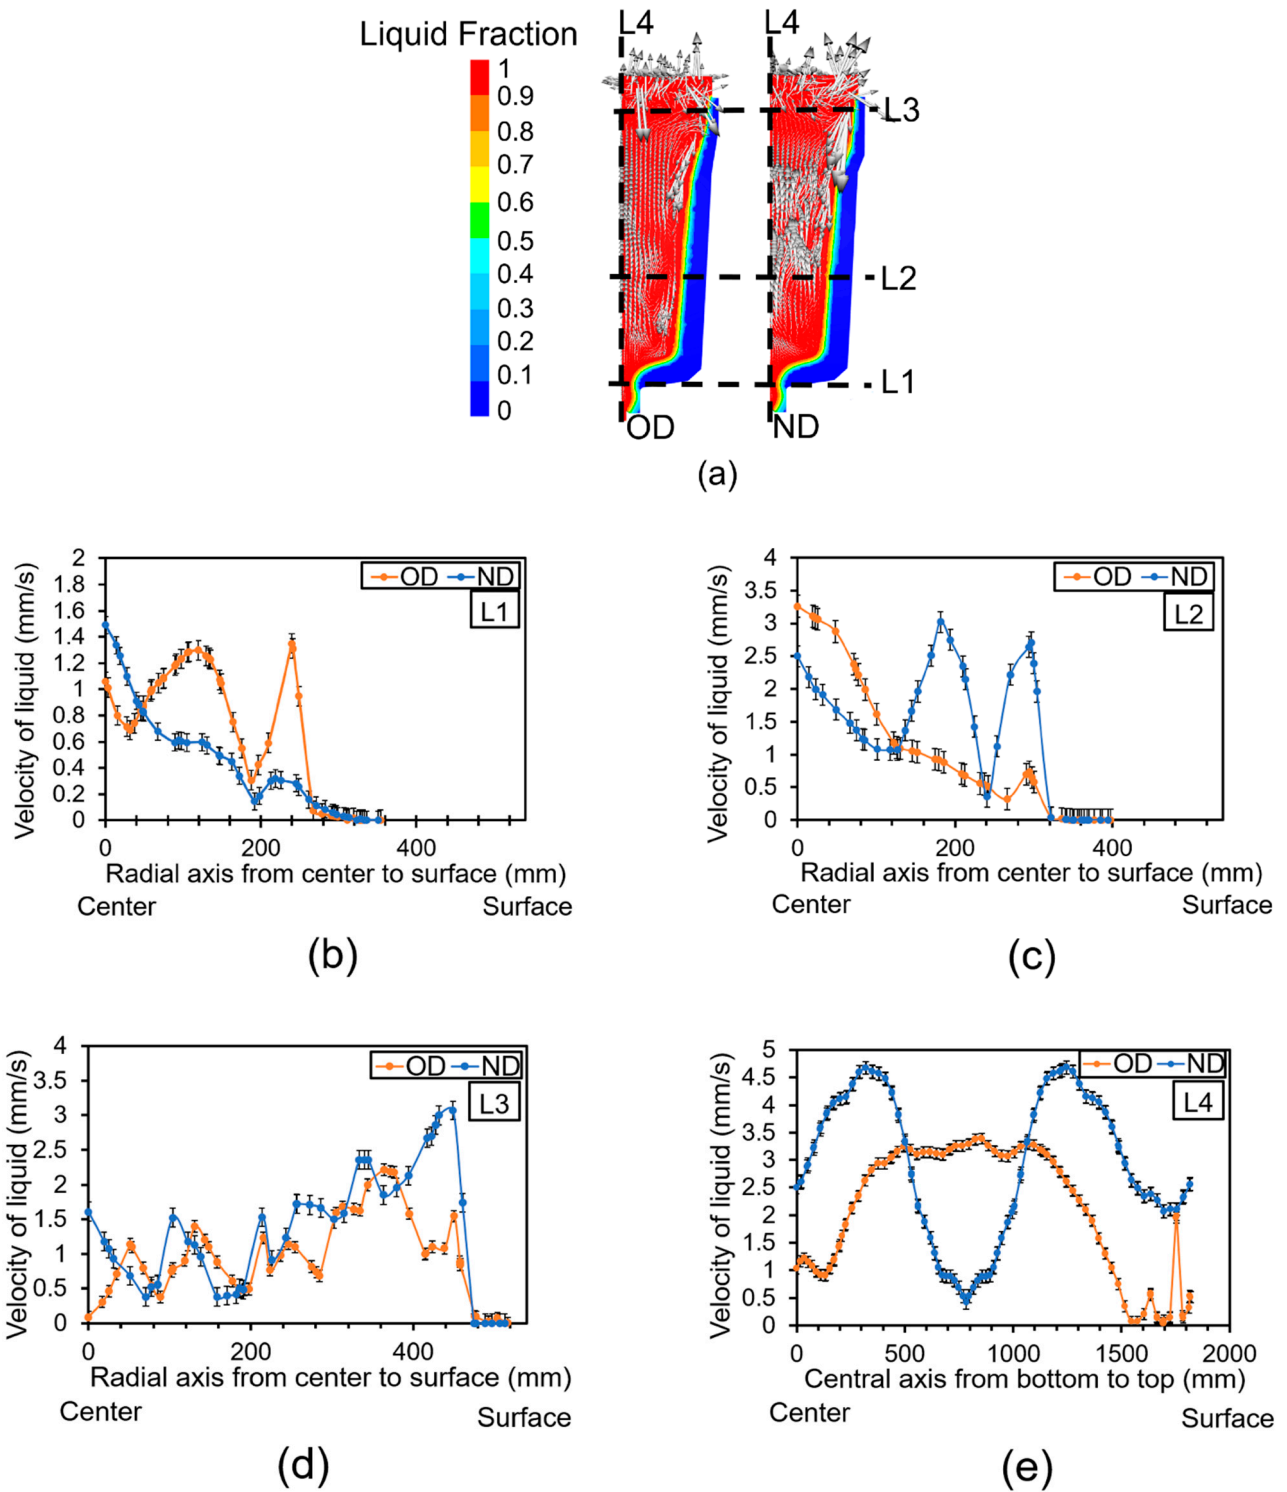 L4 L4
Liquid Fraction
1
0.9
0.8
0.7
0.6
0.5
0.4
0.3
0.2
0.1
0
L3
L2
L1
OD ND
(a)
Velocity of liquid (mm/s)
2
1.8
1.6
1.4
1.2
1
0.8
0.6
0.4
0.2
0
OD ND
L1
0 200 400
Radial axis from center to surface (mm)
Center Surface
(b)
Velocity of liquid (mm/s)
4
3.5
3
2.5
2
1.5
1
0.5
0
OD ND
L2
0 200 400
Radial axis from center to surface (mm)
Center Surface
(c)
Velocity of liquid (mm/s)
4
3.5
3
2.5
2
1.5
1
0.5
0
OD ND
L3
0 200 400
Radial axis from center to surface (mm)
Center Surface
(d)
Velocity of liquid (mm/s)
5
4.5
4
3.5
3
2.5
2
1.5
1
0.5
0
OD ND
L4
0 500 1000 1500 2000
Central axis from bottom to top (mm)
Center Surface
(e)